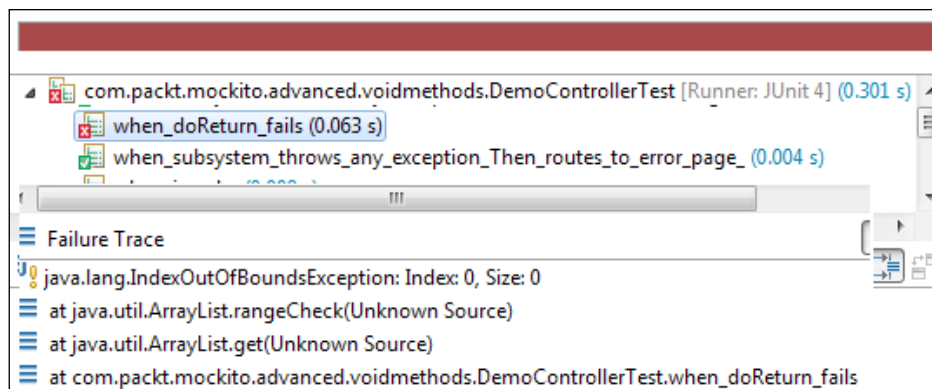 com.packt.mockito.advanced.voidmethods.DemoControllerTest [Runner: JUnit 4] (0.301 s)
when_doReturn_fails (0.063 s)
when_subsystem_throws_any_exception_Then_routes_to_error_page_ (0.004 s)
Failure Trace
java.lang.IndexOutOfBoundsException: Index: 0, Size: 0
at java.util.ArrayList.rangeCheck(Unknown Source)
at java.util.ArrayList.get(Unknown Source)
at com.packt.mockito.advanced.voidmethods.DemoControllerTest.when_doReturn_fails